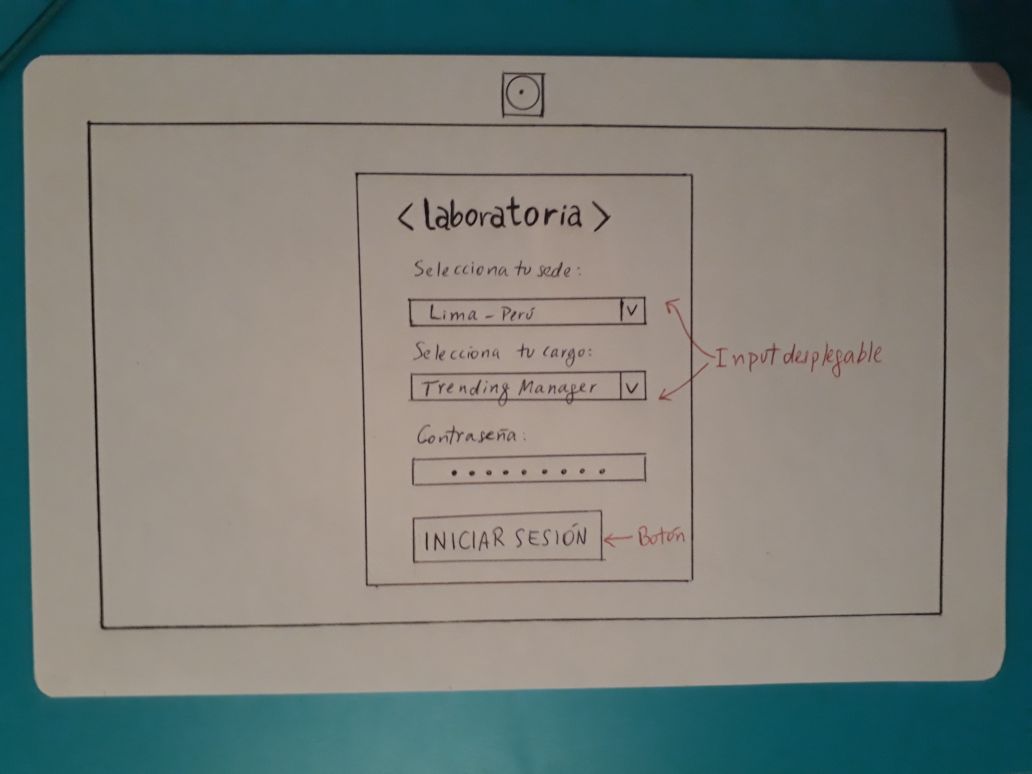 < laboratoria >
Selecciona tu sede:
Lima - Perú
Selecciona tu cargo:
Input desplegable
Trending Manager
Contraseña:
INICIAR SESIÓN
Botón